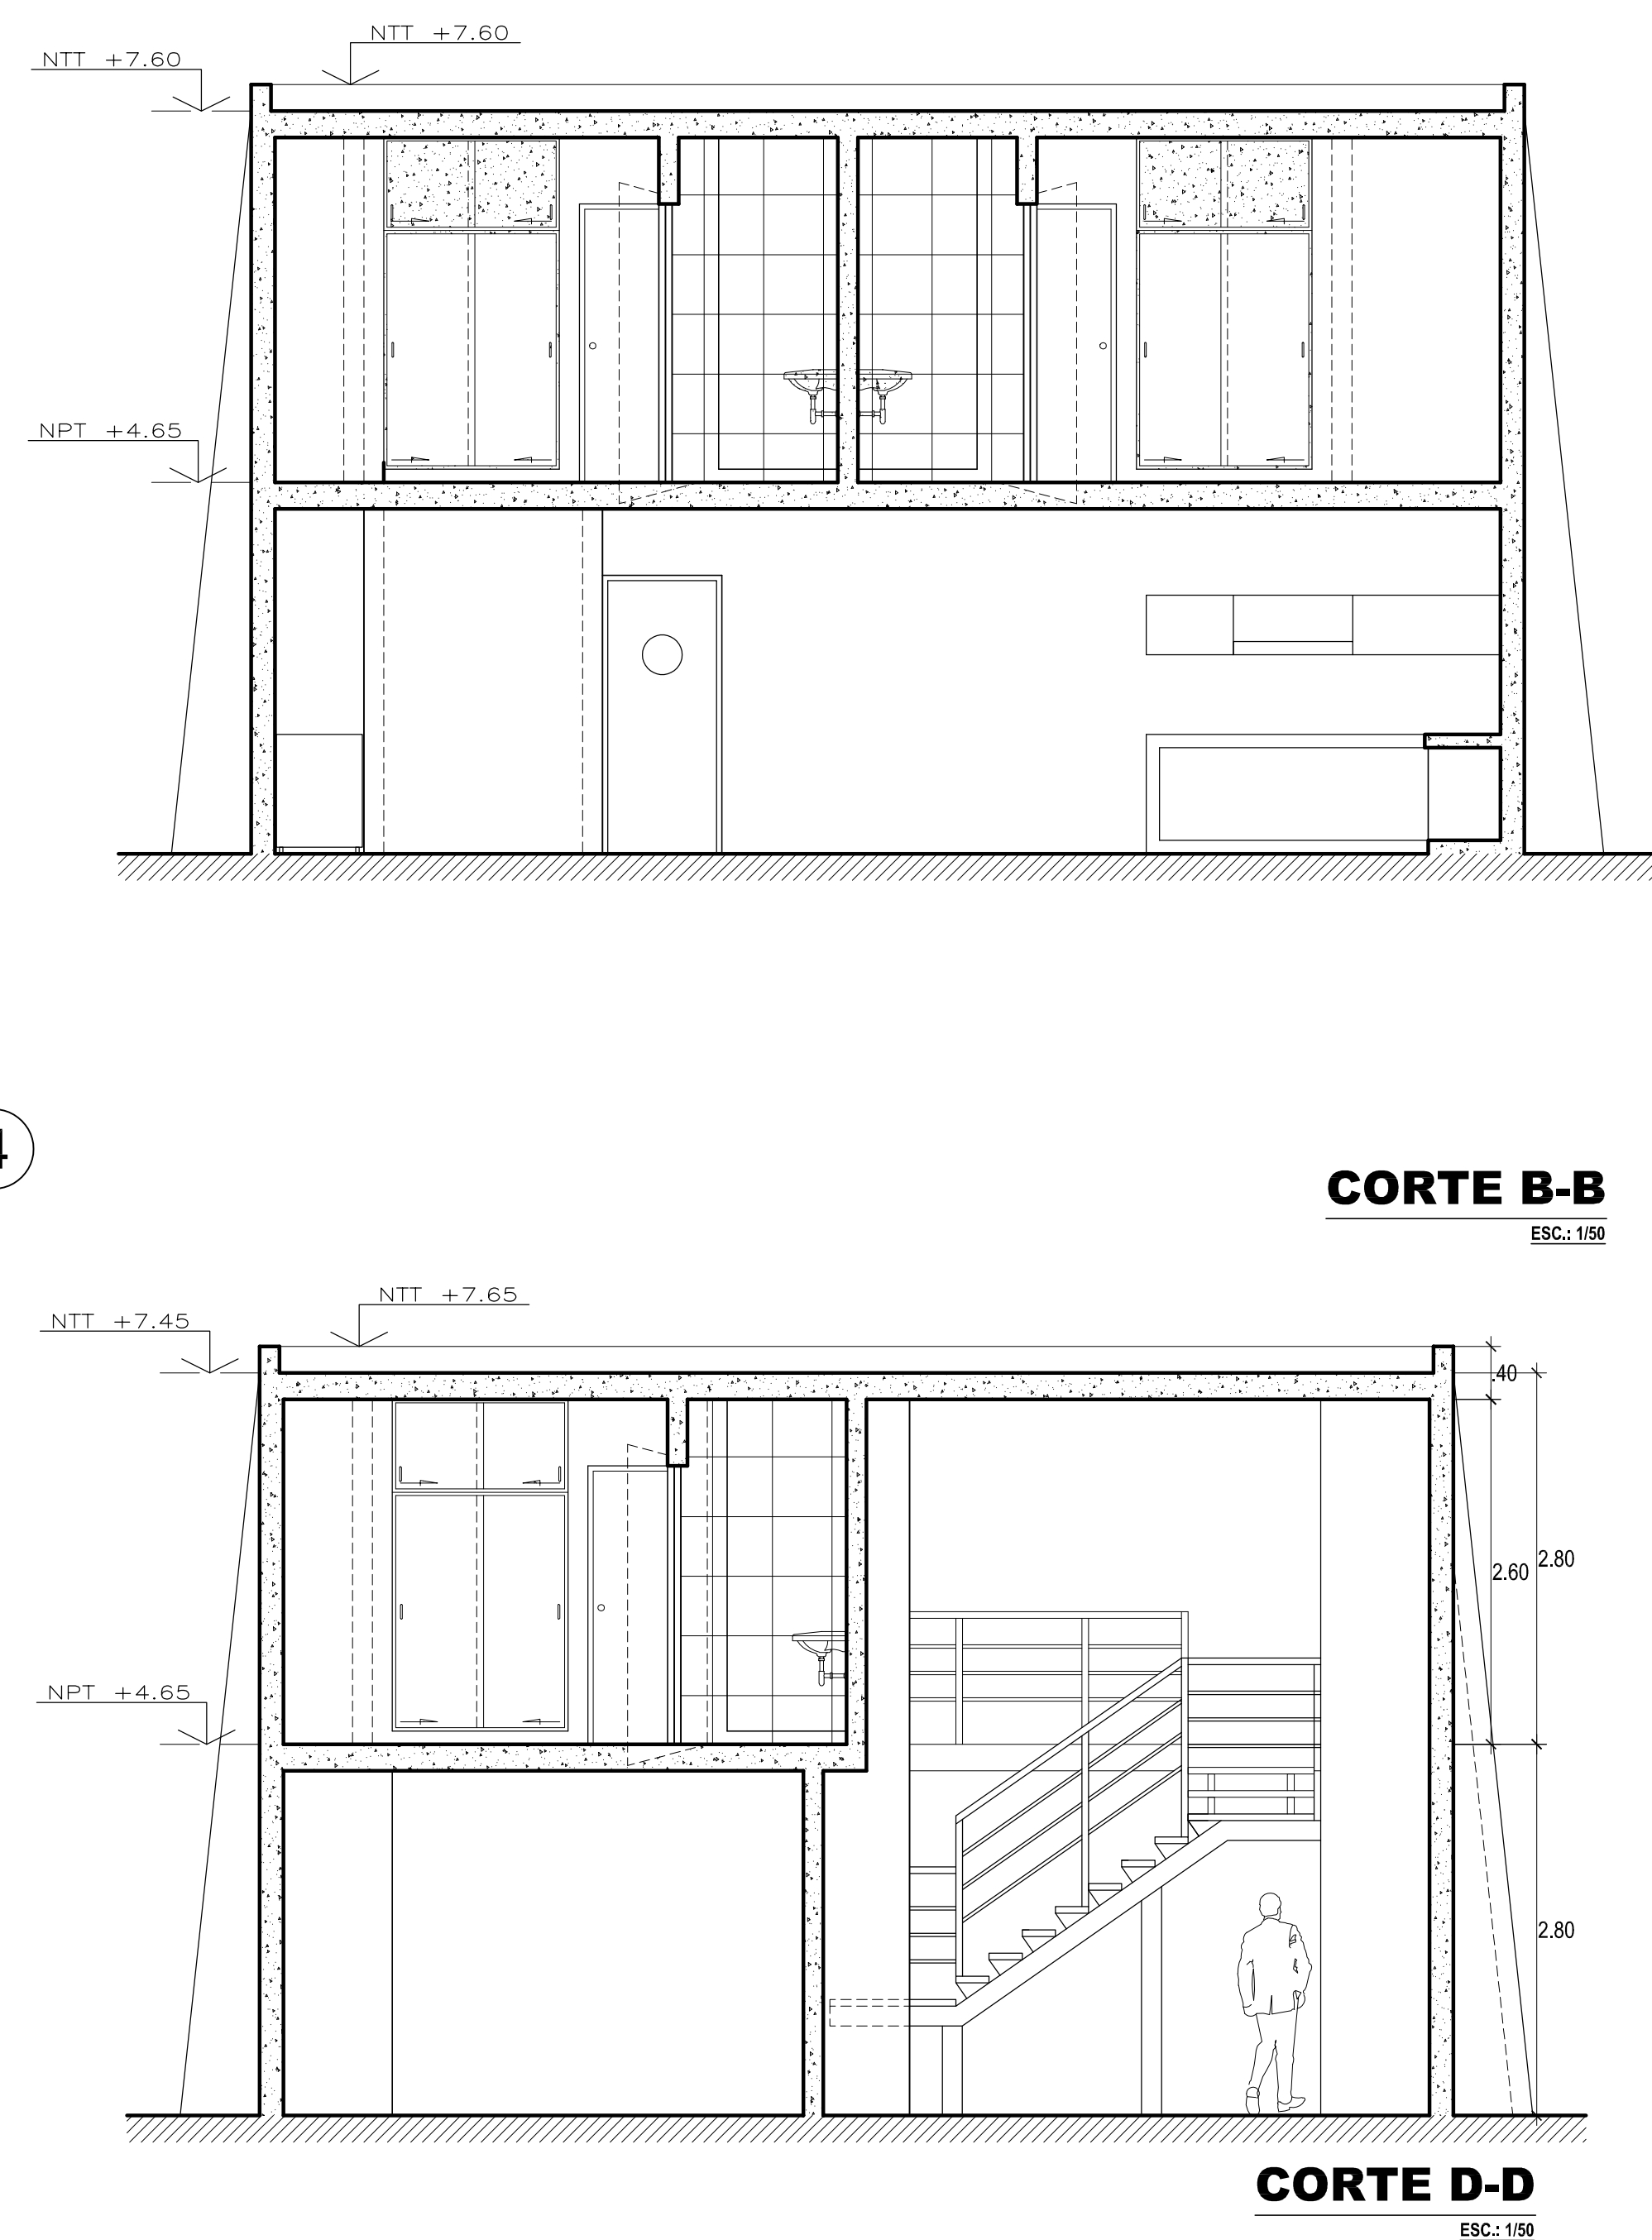 NTT +7.60
NTT +7.60
NPT +4.65
4
CORTE B-B
ESC.: 1/50
NTT +7.65
NTT +7.45
.40
2.60
2.80
NPT +4.65
2.80
CORTE D-D
ESC.: 1/50